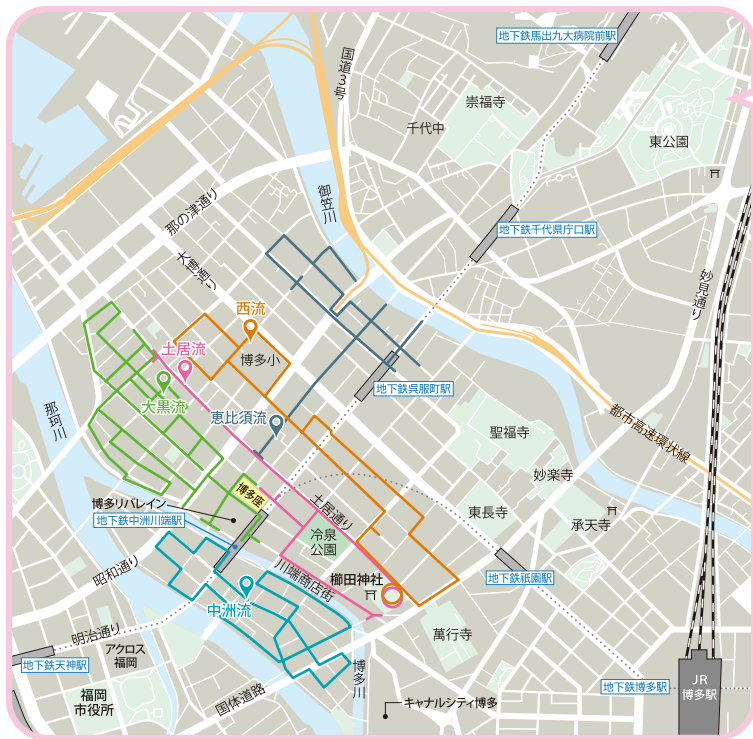 地下鉄馬出九大病院前駅
国道3号
崇福寺
千代中
東公園
御笠川
那の津通り
地下鉄千代県庁口駅
大博通り
妙見通り
西流
土居流
博多小
大黒流
地下鉄呉服町駅
恵比須流
那珂川
都市高速環状線
聖福寺
妙楽寺
博多座
博多リバレイン
土居通り
東長寺
承天寺
地下鉄中洲川端駅
冷泉
公園
昭和通り
川端商店街
櫛田神社
地下鉄祇園駅
中洲流
明治通り
萬行寺
アクロス
福岡
地下鉄天神駅
博多川
JR
博多駅
地下鉄博多駅
福岡
市役所
国体道路
キャナルシティ博多